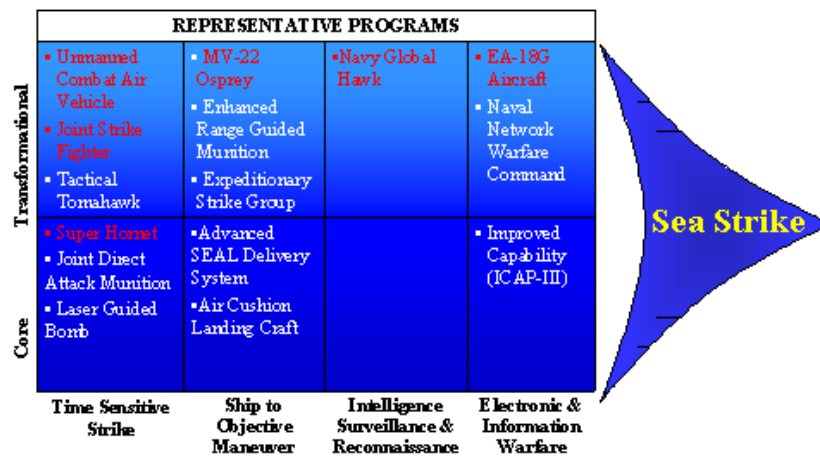 REPRESENTATIVE PROGRAMS
Transformational
▪ Unmanned
Combat Air
Vehicle
▪ Joint Strike
Fighter
▪ Tactical
Tomahawk
▪ MV-22
Osprey
▪ Enhanced
Range Guided
Munition
▪ Expeditionary
Strike Group
▪Navy Global
Hawk
▪ EA-18G
Aircraft
▪ Naval
Network
Warfare
Command
Core
▪ Super Hornet
▪ Joint Direct
Attack Munition
▪ Laser Guided
Bomb
▪Advanced
SEAL Delivery
System
▪Air Cushion
Landing Craft
▪ Improved
Capability
(ICAP-III)
Time Sensitive
Strike
Ship to
Objective
Maneuver
Intelligence
Surveillance &
Reconnaissance
Electronic &
Information
Warfare
Sea Strike